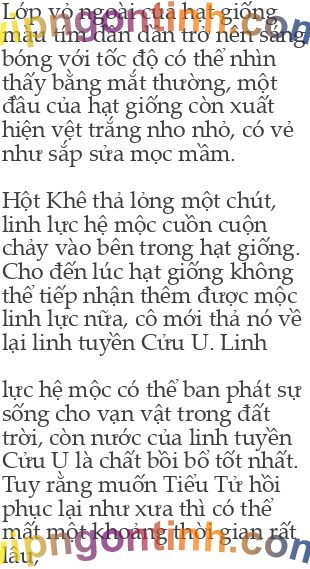 Lớp vỏ ngoài của hạt giống
màu tím dần dần trở nên sáng
bóng với tốc độ có thể nhìn
thấy bằng mắt thường, một
đầu của hạt giống còn xuất
hiện vệt trắng nho nhỏ, có vẻ
như sắp sửa mọc mầm.
Hột Khê thả lỏng một chút,
linh lực hệ mộc cuồn cuộn
chảy vào bên trong hạt giống.
Cho đến lúc hạt giống không
thể tiếp nhận thêm được mộc
linh lực nữa, cô mới thả nó về
lại linh tuyền Cửu U. Linh
lực hệ mộc có thể ban phát sự
sống cho vạn vật trong đất
trời, còn nước của linh tuyền
Cửu U là chất bồi bổ tốt nhất.
Tuy rằng muốn Tiểu Tử hồi
phục lại như xưa thì có thể
mất một khoảng thời gian rất
lâu,